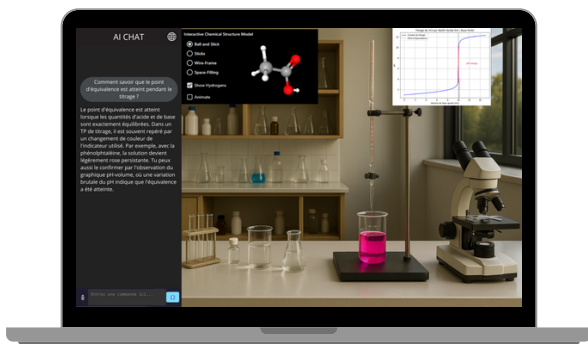 AI CHAT
Comment savoir que le point
d'équivalence est atteint pendant le
titrage ?
Le point d'équivalence est atteint
lorsque les quantités d'acide et de base
sont exactement équilibrées. Dans un
TP de titrage, il est souvent repéré par
un changement de couleur de
l'indicateur utilisé. Par exemple, avec la
phénolphtaléine, la solution devient
légèrement rose persistante. Tu peux
aussi le confirmer par l'observation du
graphique pH-volume, où une variation
brutale du pH indique que l'équivalence
a été atteinte.
Interactive Chemical Structure Model
Ball and Stick
Sticks
Wire-Frame
Space-Filling
Show Hydrogens
Animate